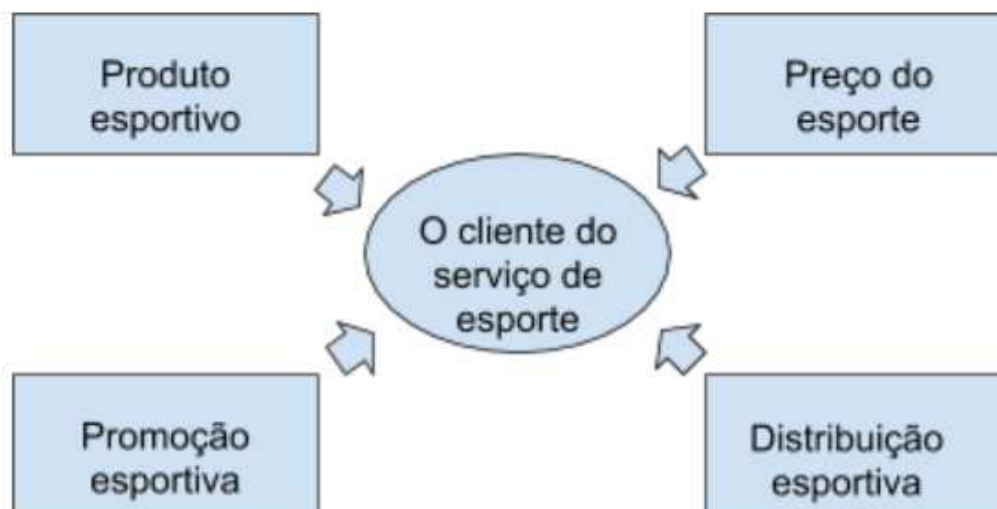 Produto
esportivo
Preço do
esporte
O cliente do
serviço de
esporte
Promoção
esportiva
Distribuição
esportiva